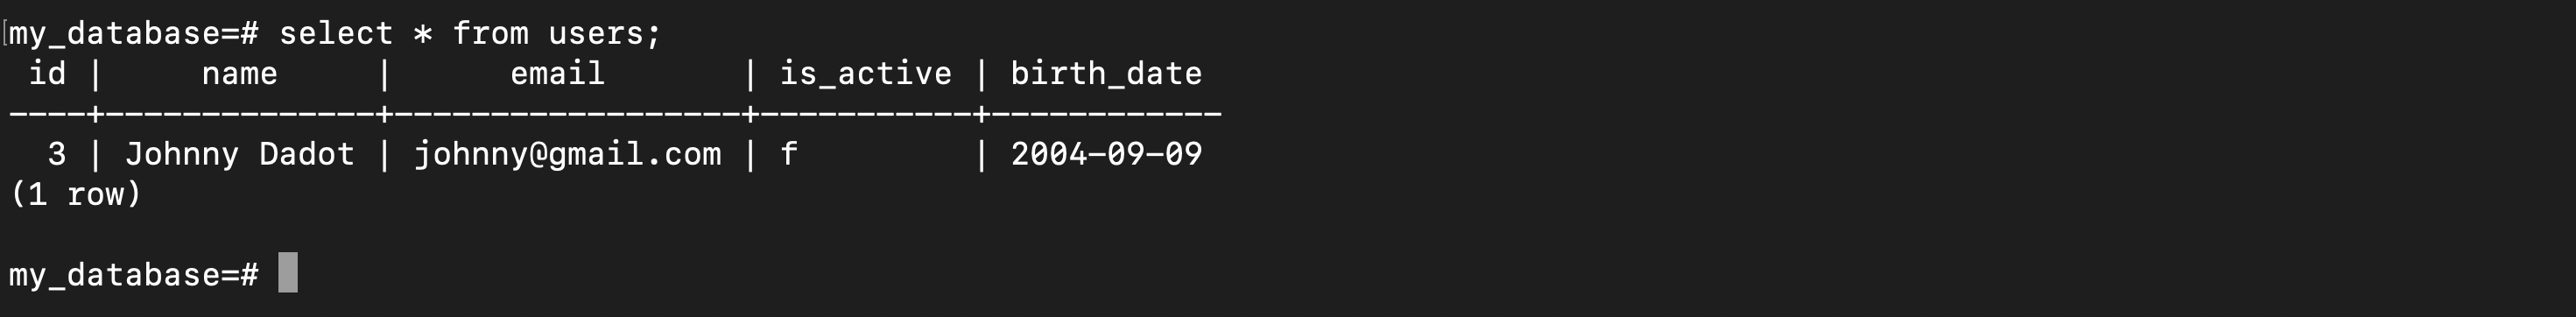 my_database=# select * from users;
 id |     name     |      email       | is_active | birth_date
----+--------------+------------------+-----------+------------
  3 | Johnny Dadot | johnny@gmail.com | f         | 2004-09-09
(1 row)
my_database=#